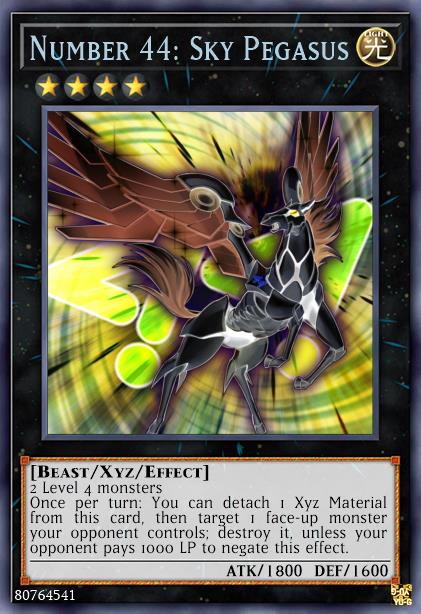 Number 44: Sky Pegasus
LIGHT
光
[Beast/Xyz/Effect]
2 Level 4 monsters
Once per turn: You can detach 1 Xyz Material
from this card, then target 1 face-up monster
your opponent controls; destroy it, unless your
opponent pays 1000 LP to negate this effect.
ATK/1800 DEF/1600
80764541